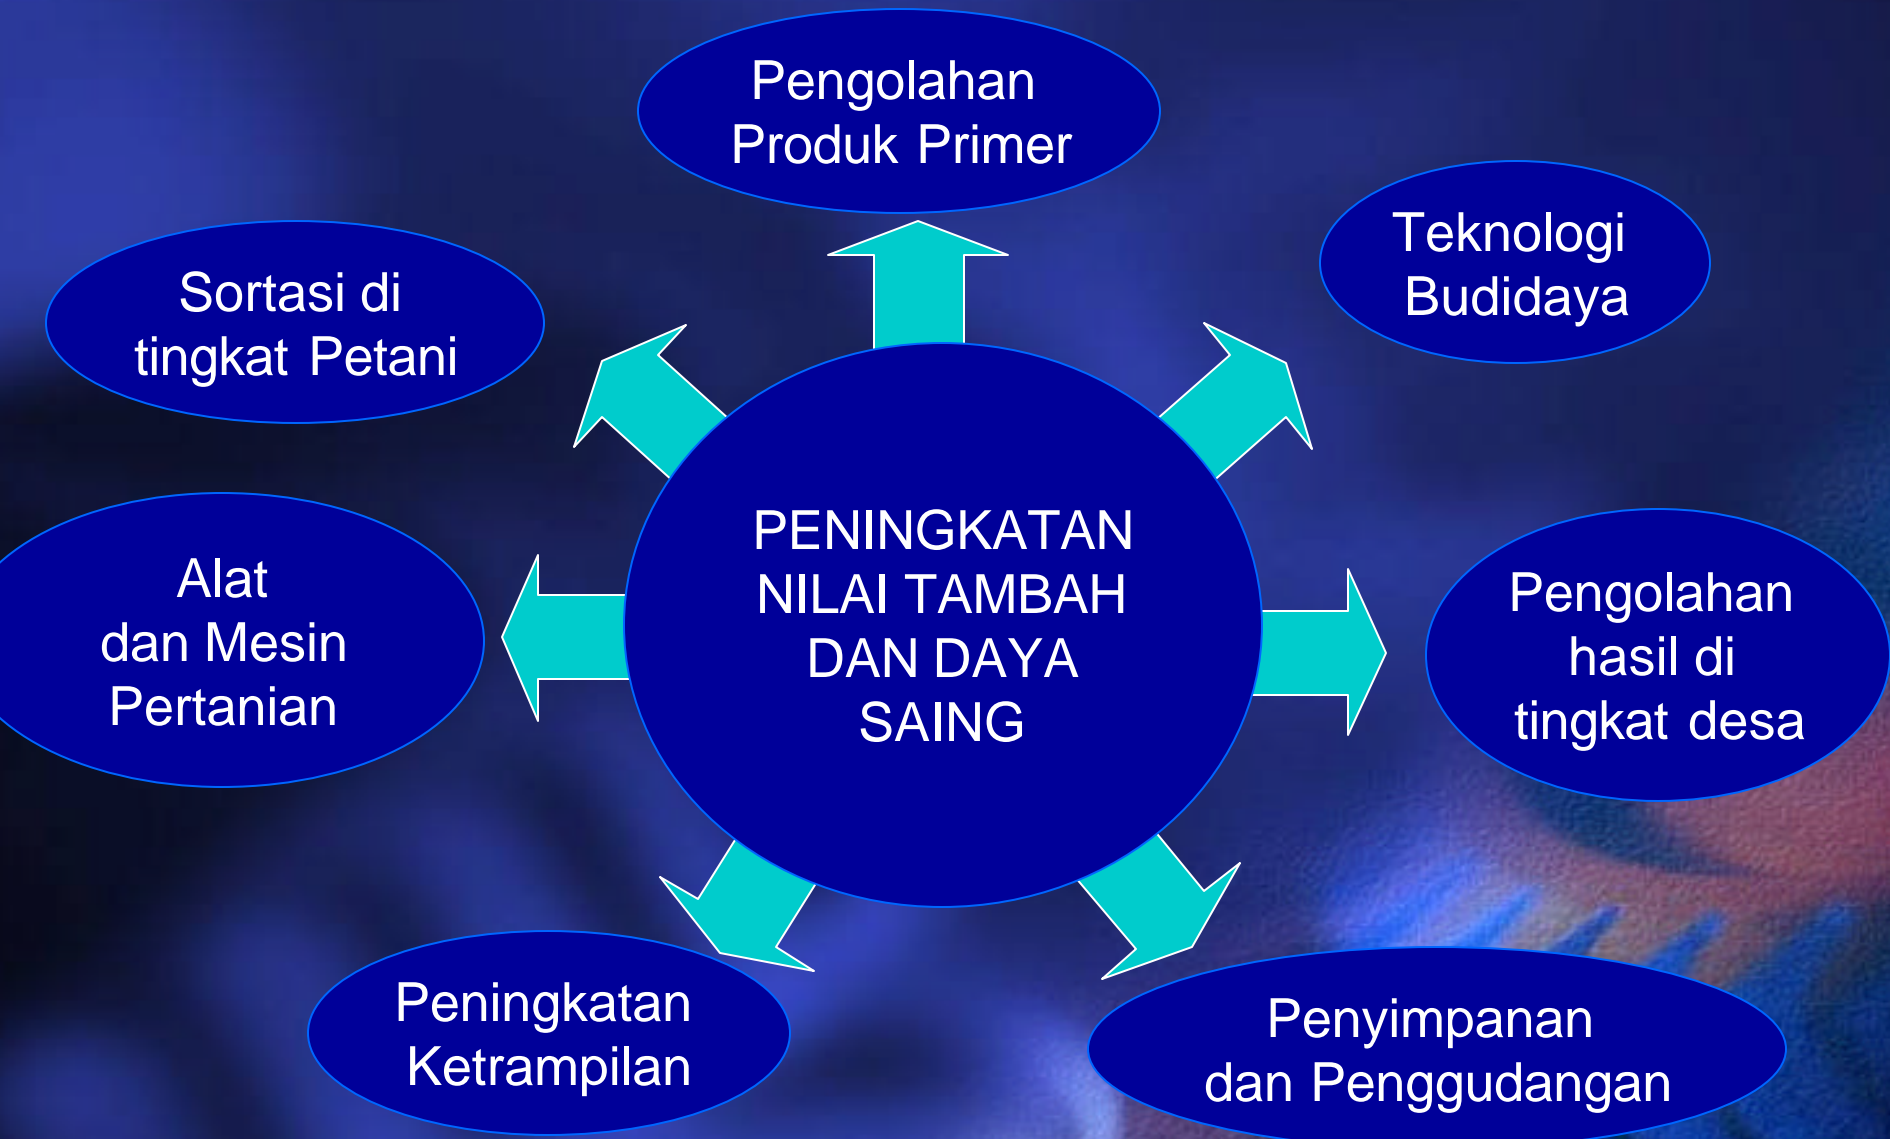 Pengolahan
Produk Primer
Teknologi
Budidaya
Sortasi di
tingkat Petani
PENINGKATAN
NILAI TAMBAH
DAN DAYA
SAING
Alat
dan Mesin
Pertanian
Pengolahan
hasil di
tingkat desa
Peningkatan
Ketrampilan
Penyimpanan
dan Penggudangan